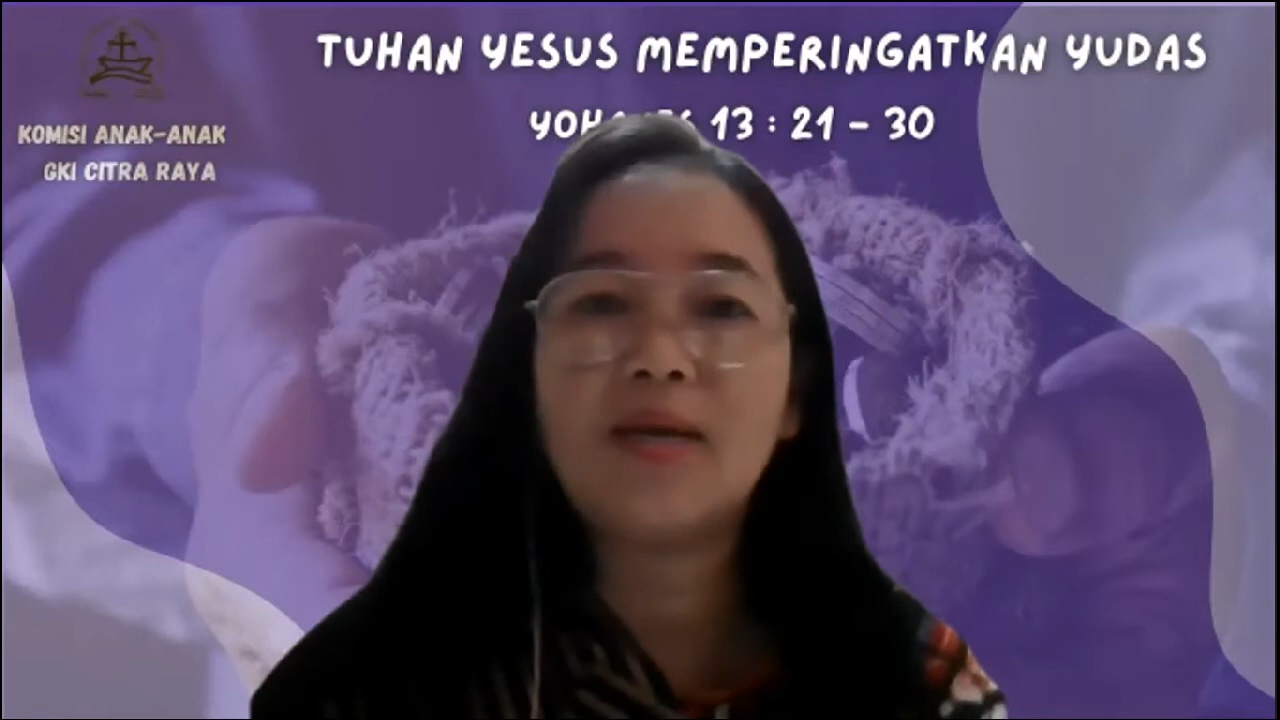 TUHAN YESUS MEMPERINGATKAN YUDAS
13 : 21 - 30
KOMISI ANAK-ANAK
GKI CITRA RAYA